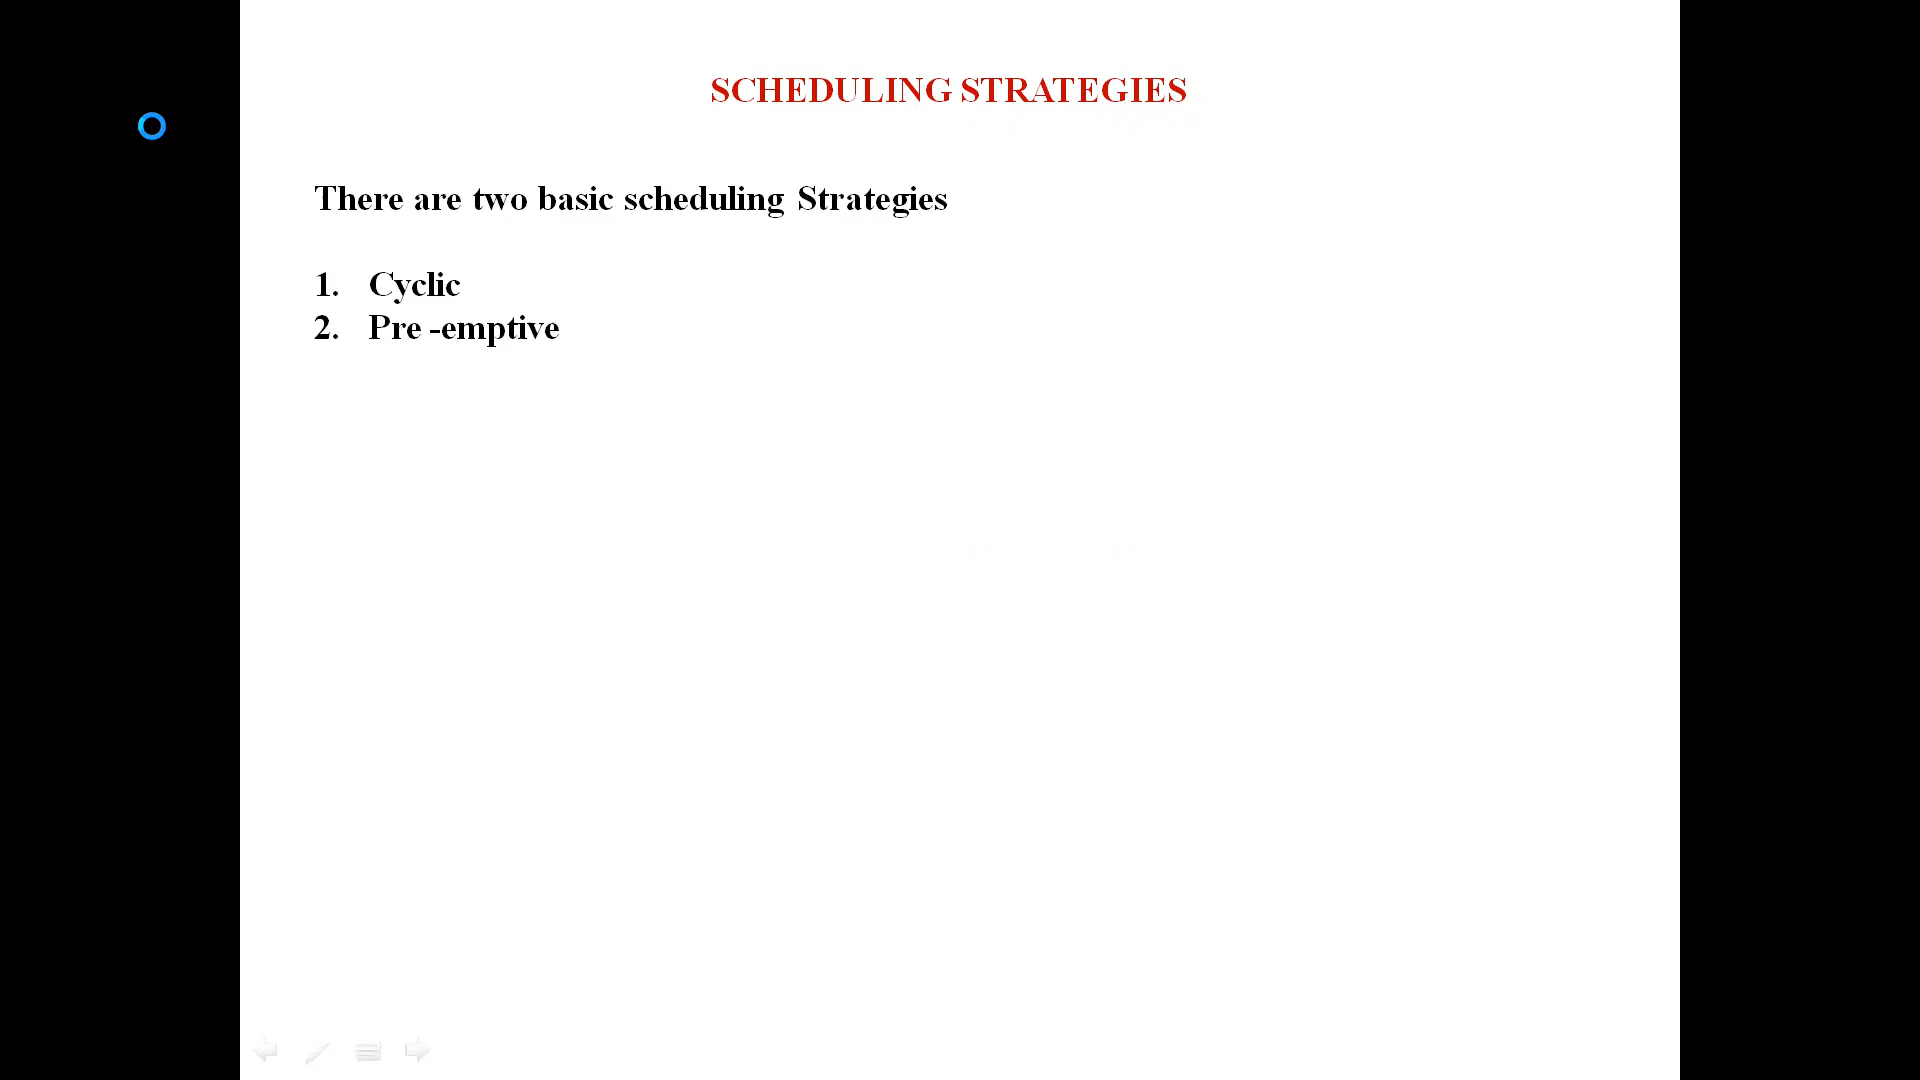 SCHEDULING STRATEGIES
There are two basic scheduling Strategies
1. Cyclic
2. Pre -emptive